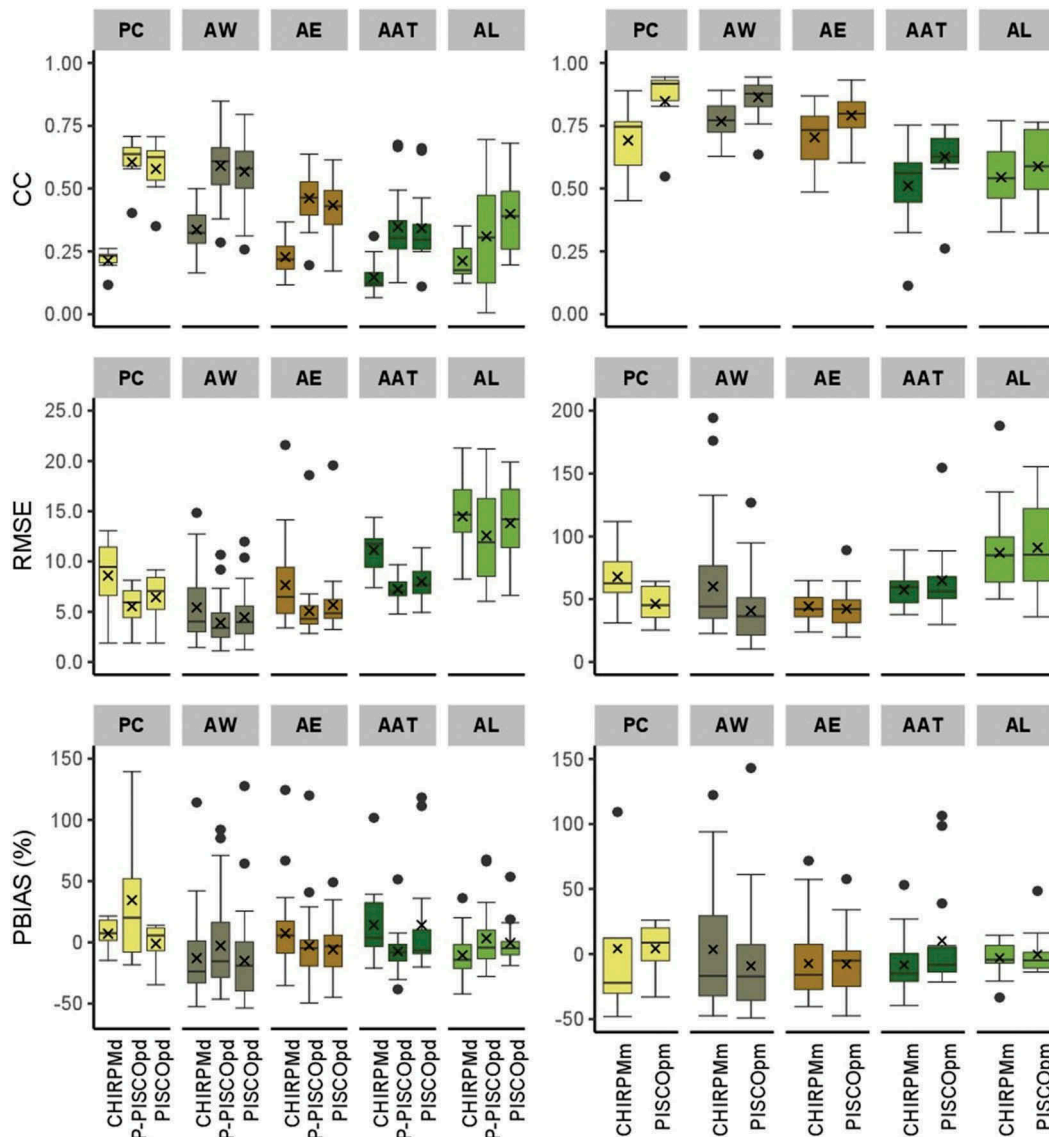 PC AW AE AAT AL PC AW AE AAT AL
1.00 1.00
0.75 0.75
CC
0.50 0.50
0.25 0.25
0.00 0.00
PC AW AE AAT AL PC AW AE AAT AL
25.0 200
20.0
150
15.0
RMSE
100
10.0
50
5.0
0.0 0
PC AW AE AAT AL PC AW AE AAT AL
150 150
100 100
PBIAS (%)
50 50
0 0
-50 -50
CHIRPMd P-PISCOpd PISCOpd CHIRPMd P-PISCOpd PISCOpd CHIRPMd P-PISCOpd PISCOpd CHIRPMd P-PISCOpd PISCOpd CHIRPMd P-PISCOpd PISCOpd CHIRPMm PISCOpm CHIRPMm PISCOpm CHIRPMm PISCOpm CHIRPMm PISCOpm CHIRPMm PISCOpm